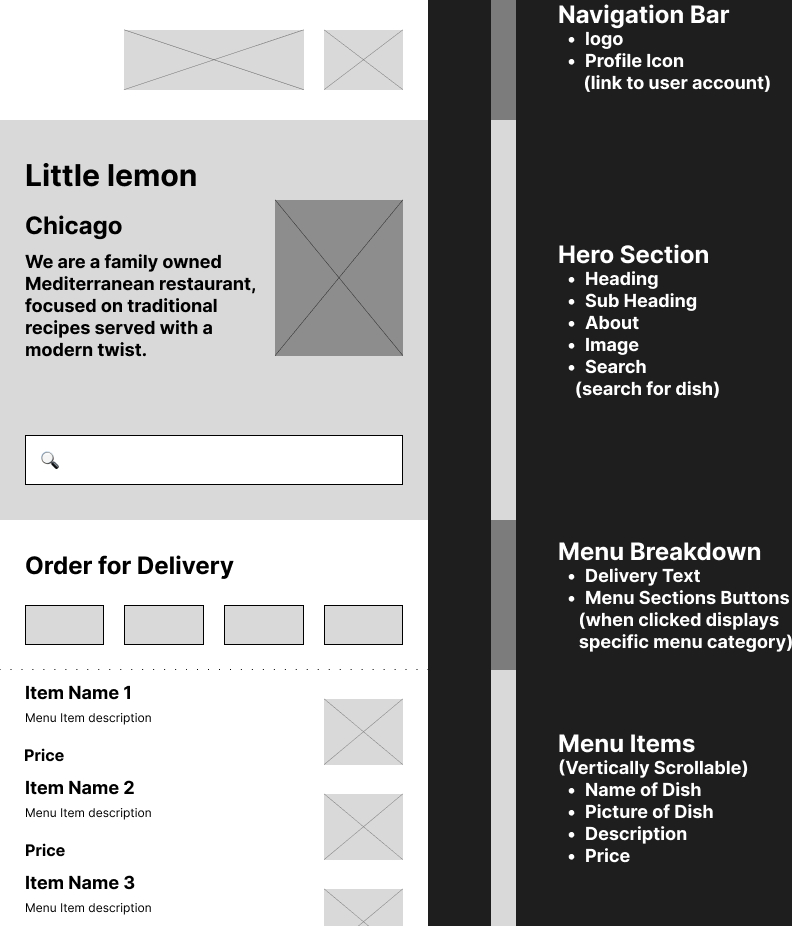 Little lemon
Chicago
We are a family owned
Mediterranean restaurant,
focused on traditional
recipes served with a
modern twist.
Order for Delivery
Item Name 1
Menu Item description
Price
Item Name 2
Menu Item description
Price
Item Name 3
Menu Item description
Navigation Bar
• logo
• Profile Icon
(link to user account)
Hero Section
• Heading
• Sub Heading
• About
• Image
• Search
(search for dish)
Menu Breakdown
• Delivery Text
• Menu Sections Buttons
(when clicked displays
specific menu category)
Menu Items
(Vertically Scrollable)
• Name of Dish
• Picture of Dish
• Description
• Price